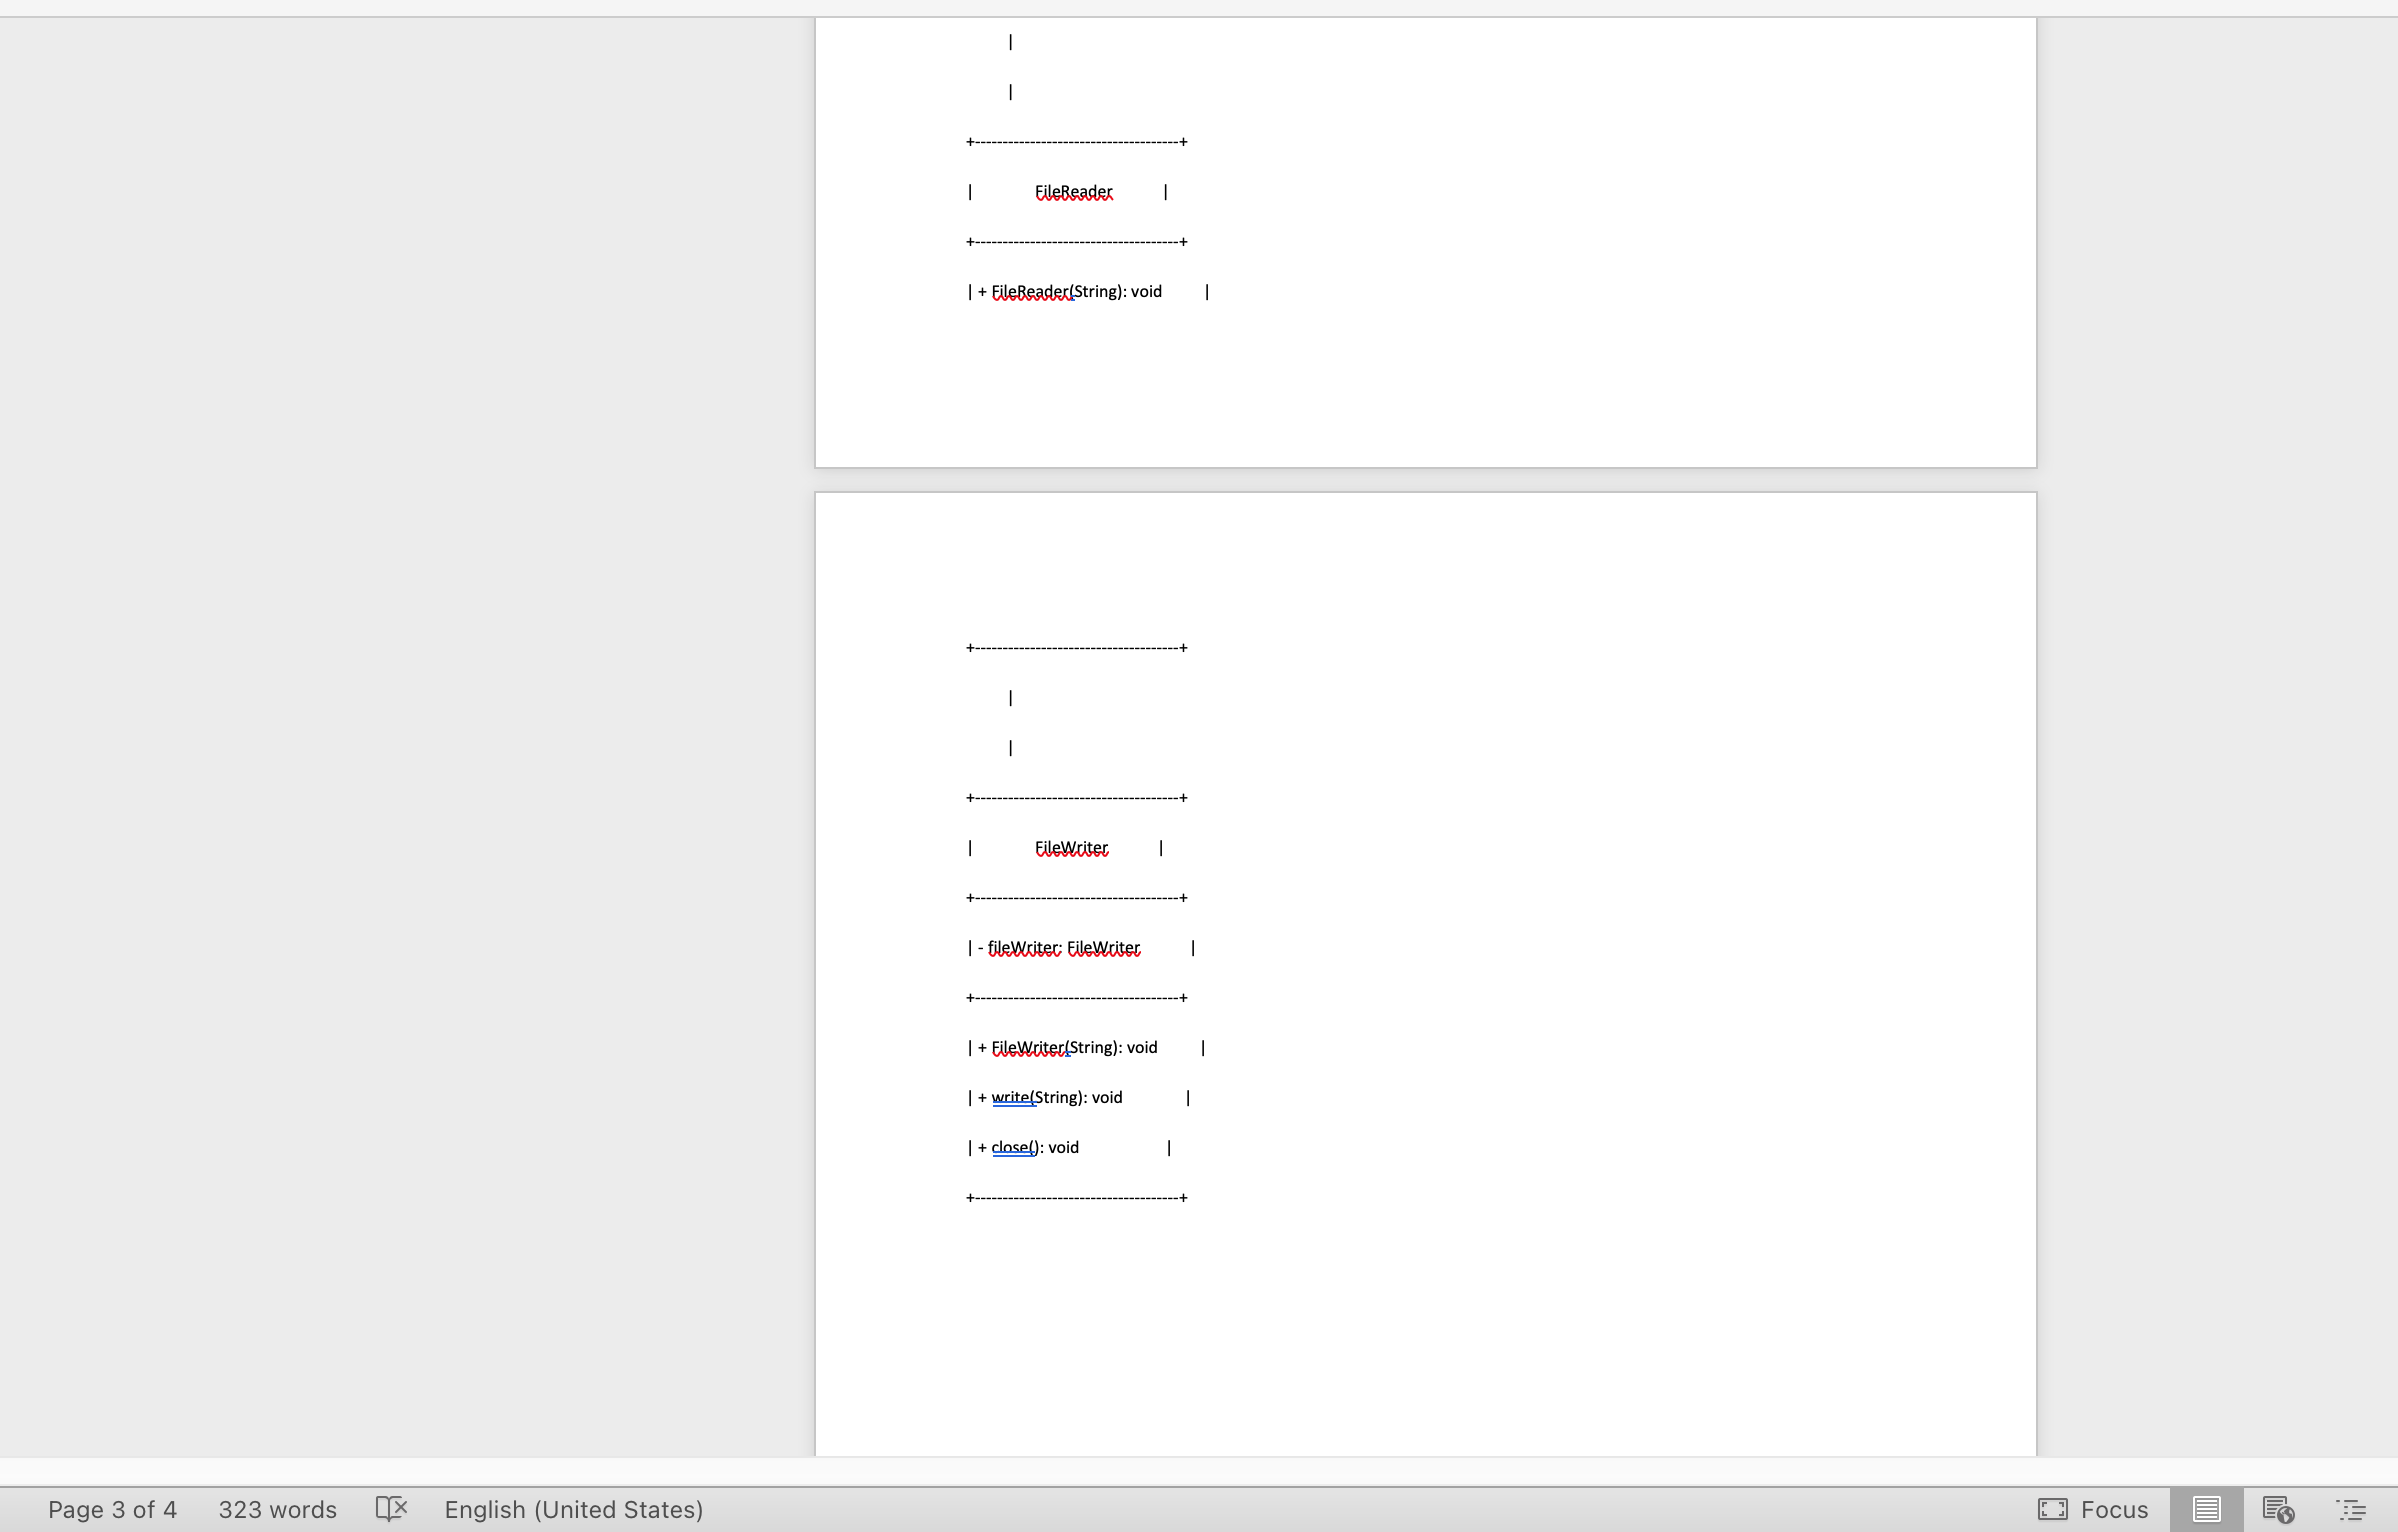 |
|
+-------------------------------------+
| FileReader |
+-------------------------------------+
| + FileReader(String): void |
+-------------------------------------+
|
|
+-------------------------------------+
| FileWriter |
+-------------------------------------+
| - fileWriter: FileWriter |
+-------------------------------------+
| + FileWriter(String): void |
| + write(String): void |
| + close(): void |
+-------------------------------------+
Page 3 of 4 323 words English (United States) Focus